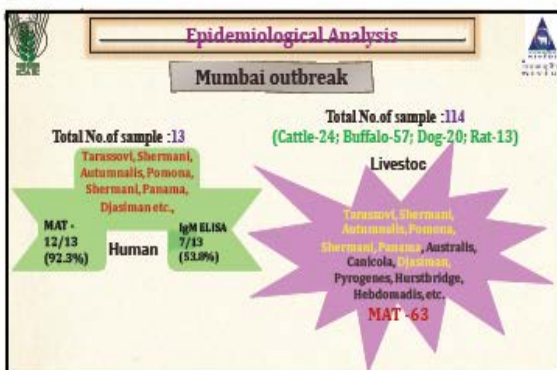 Epidemiological Analysis
Mumbai outbreak
Total No.of sample :13
Tarassovi, Shermani,
Autumnalis, Pomona,
Shermani, Panama,
Djasiman etc.,
MAT -
12/13
(92.3%)
Human
IgM ELISA
7/13
(53.8%)
Total No.of sample :114
(Cattle-24; Buffalo-57; Dog-20; Rat-13)
Livestoc
Tarassovi, Shermani,
Autumnalis, Pomona,
Shermani, Panama, Australis,
Canicola, Djasiman,
Pyrogenes, Hurstbridge,
Hebdomadis, etc.
MAT -63